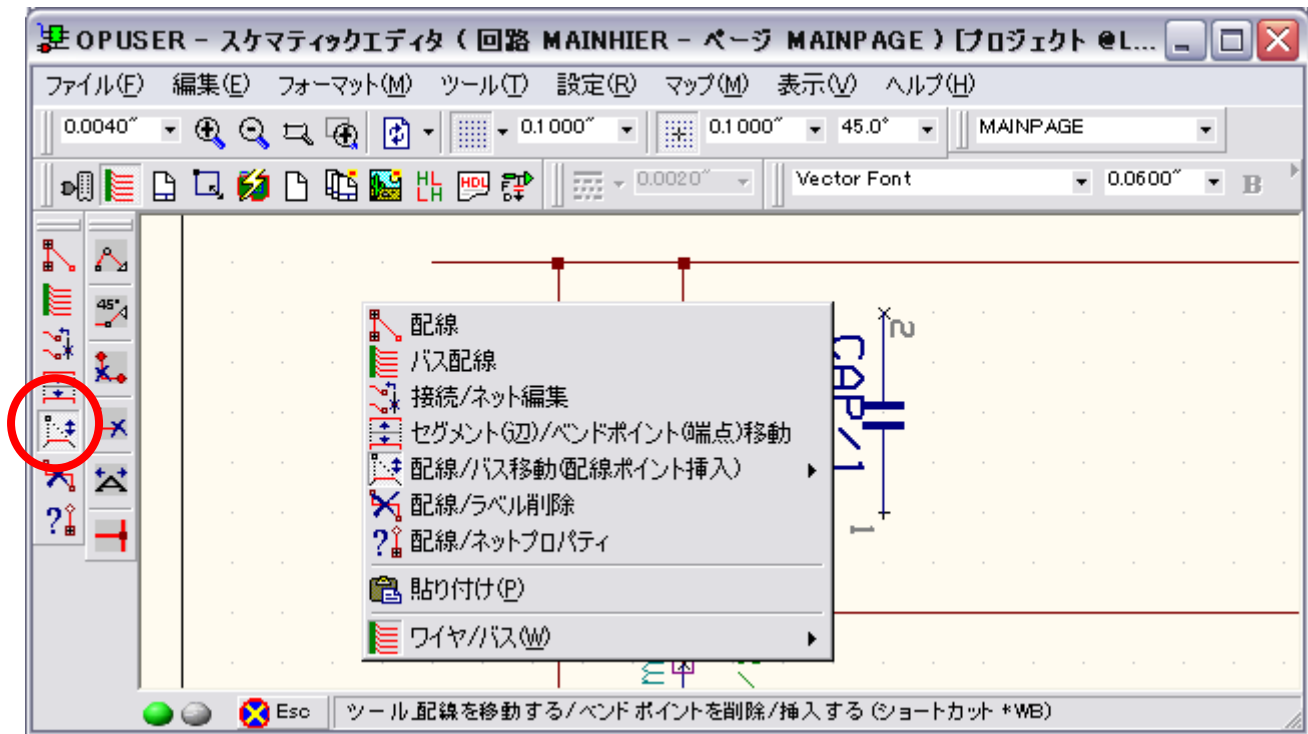 OPUSER - スケマティックエディタ ( 回路 MAINHIER - ページ MAINPAGE ) [プロジェクト @L...
ファイル(F) 編集(E) フォーマット(M) ツール(T) 設定(R) マップ(M) 表示(V) ヘルプ(H)
0.0040" 0.1000" 0.1000" 45.0° MAINPAGE
HL LH HDL 0.0020" Vector Font 0.0600" B
45°
2
CAP/1
1
配線
バス配線
接続/ネット編集
セグメント(辺)/ベンドポイント(端点)移動
配線/バス移動(配線ポイント挿入)
配線/ラベル削除
配線/ネットプロパティ
貼り付け(P)
ワイヤ/バス(W)
Esc ツール_配線を移動する/ベンドポイントを削除/挿入する (ショートカット *WB)